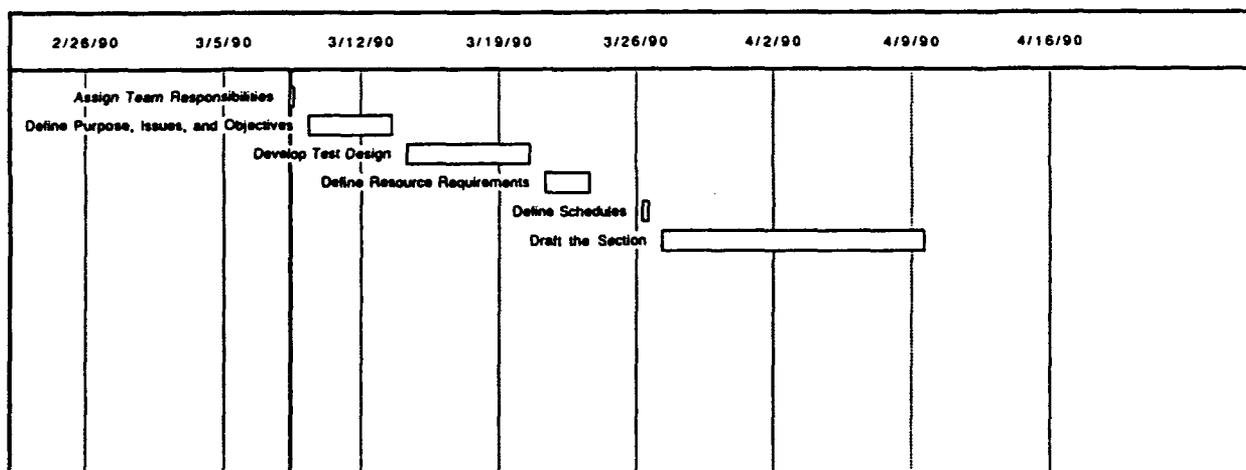 2/26/90 3/5/90 3/12/90 3/19/90 3/26/90 4/2/90 4/9/90 4/16/90
Assign Team Responsibilities
Define Purpose, Issues, and Objectives
Develop Test Design
Define Resource Requirements
Define Schedules
Draft the Section